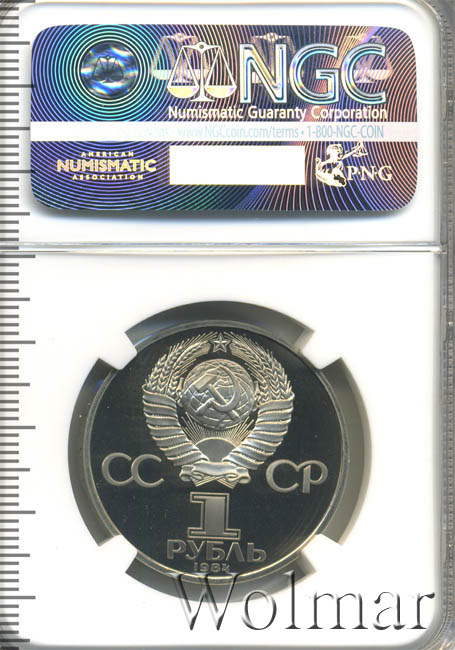 NGC
Numismatic Guaranty Corporation
www.NGCcoin.com/terms • 1-800-NGC-COIN
AMERICAN
NUMISMATIC
ASSOCIATION
P·N·G
СС СР
1
РУБЛЬ
1984
Wolmar